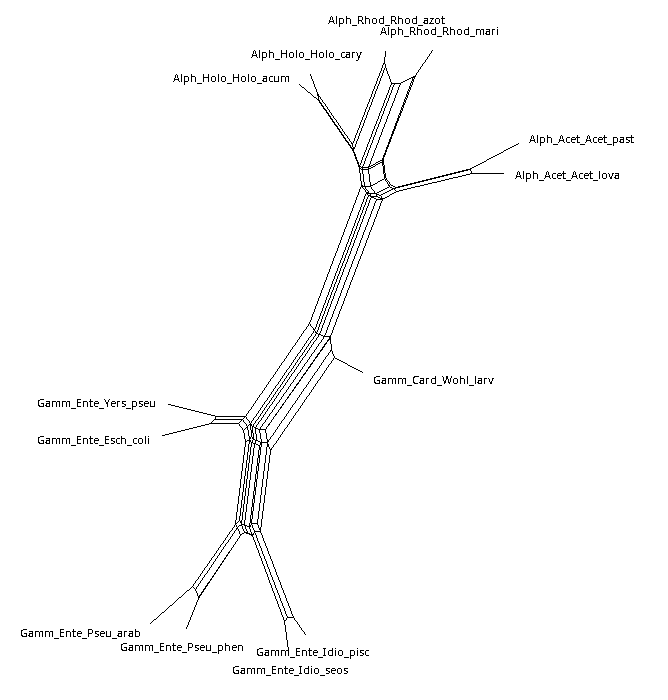 Alph_Rhod_Rhod_azot
Alph_Rhod_Rhod_mari
Alph_Holo_Holo_cary
Alph_Holo_Holo_acum
Alph_Acet_Acet_past
Alph_Acet_Acet_lova
Gamm_Card_Wohl_larv
Gamm_Ente_Yers_pseu
Gamm_Ente_Esch_coli
Gamm_Ente_Pseu_arab
Gamm_Ente_Pseu_phen
Gamm_Ente_Idio_pisc
Gamm_Ente_Idio_seos